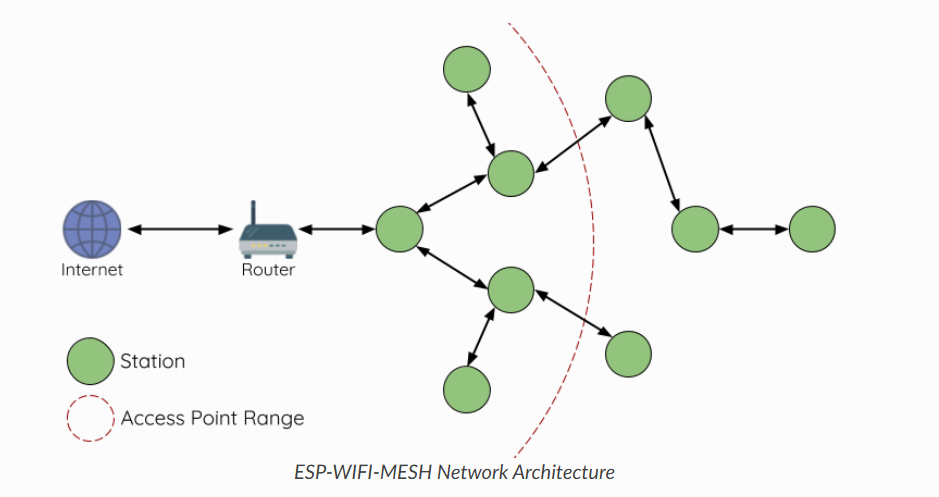 Internet
Router
Station
Access Point Range
ESP-WIFI-MESH Network Architecture